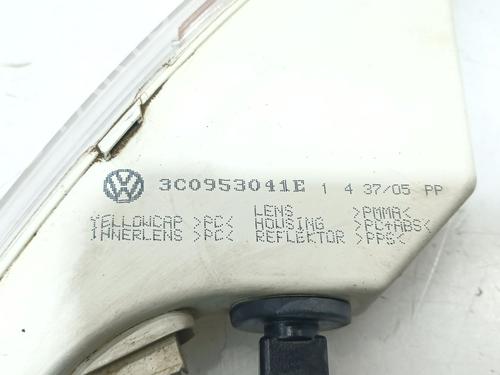 3C0953041E 1 4 37/05 PP
LENS >PMMA<
YELLOWCAP >PC< HOUSING >PC+ABS<
INNERLENS >PC< REFLEKTOR >PPS<